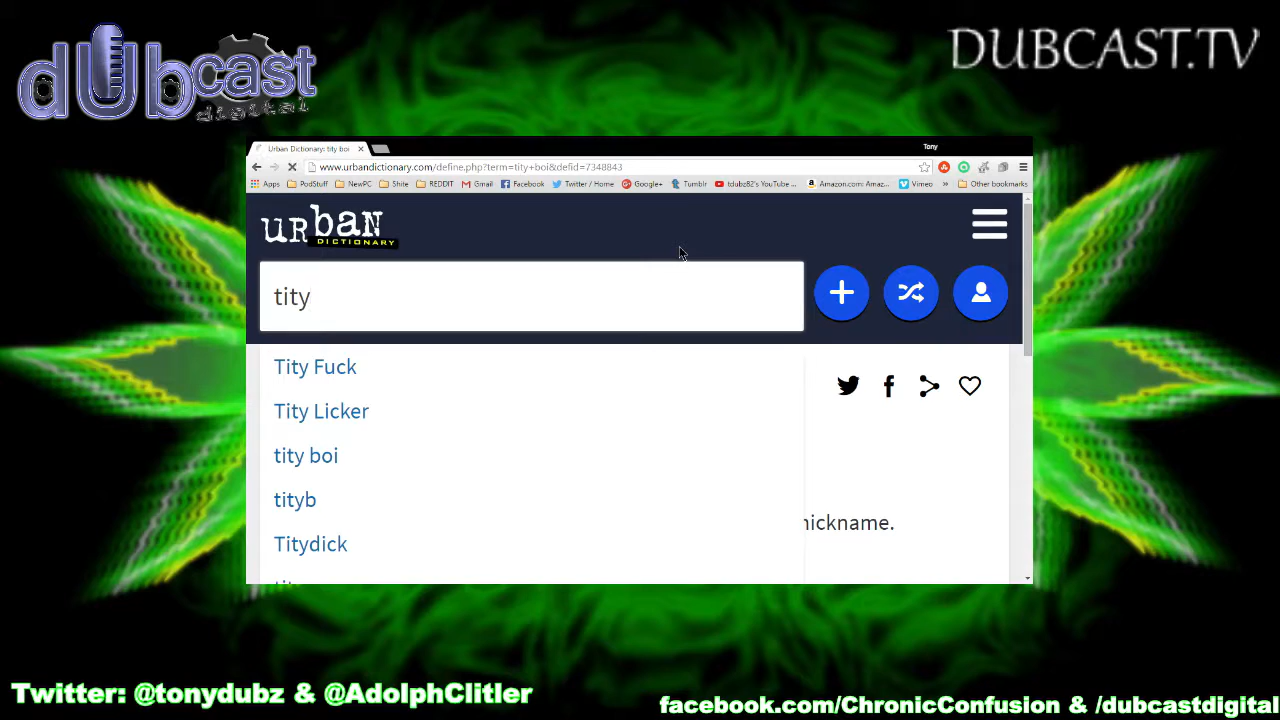 dUbcast
digital
DUBCAST.TV
Urban Dictionary: tity boi
Tony
www.urbandictionary.com/define.php?term=tity+boi&defid=7348843
Apps PodStuff NewPC Shite REDDIT Gmail Facebook Twitter / Home Google+ Tumblr tdubz82's YouTube ... Amazon.com: Amaz... Vimeo » Other bookmarks
urban
DICTIONARY
tity
Tity Fuck
Tity Licker
tity boi
tityb
nickname.
Titydick
Twitter: @tonydubz & @AdolphClitler
facebook.com/ChronicConfusion & /dubcastdigital